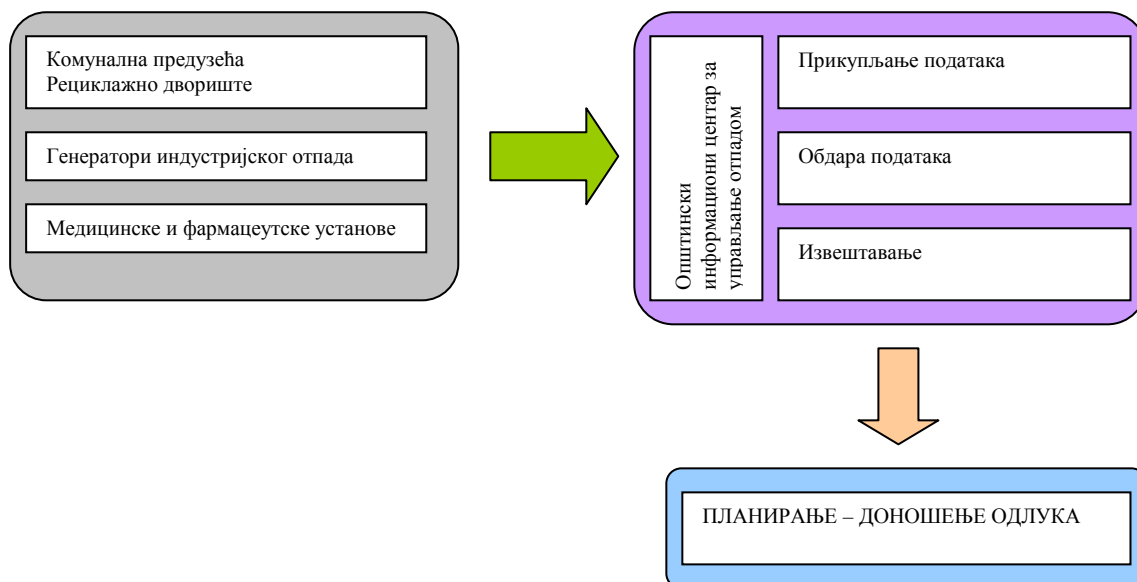 Комунална предузећа
Рециклажно двориште
Генератори индустријског отпада
Медицинске и фармацеутске установе
Општински
информациони центар за
управљање отпадом
Прикупљање података
Обдара података
Извештавање
ПЛАНИРАЊЕ – ДОНОШЕЊЕ ОДЛУКА